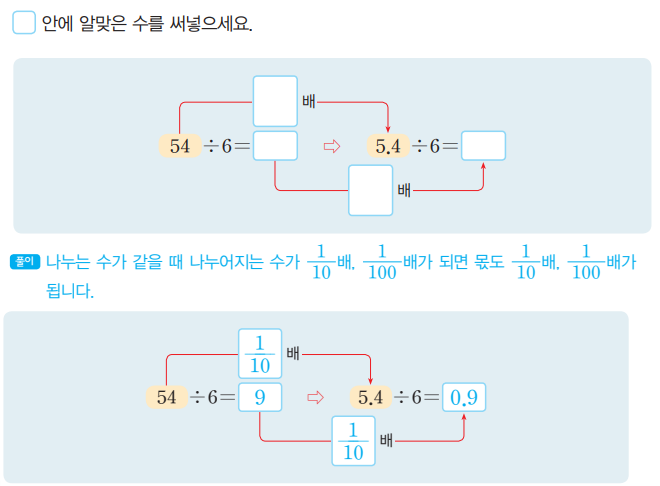 □ 안에 알맞은 수를 써넣으세요.
□ 배
54 ÷ 6 = □ ⇨ 5.4 ÷ 6 = □
□ 배
풀이 나누는 수가 같을 때 나누어지는 수가 1/10배, 1/100배가 되면 몫도 1/10배, 1/100배가
됩니다.
1/10 배
54 ÷ 6 = 9 ⇨ 5.4 ÷ 6 = 0.9
1/10 배